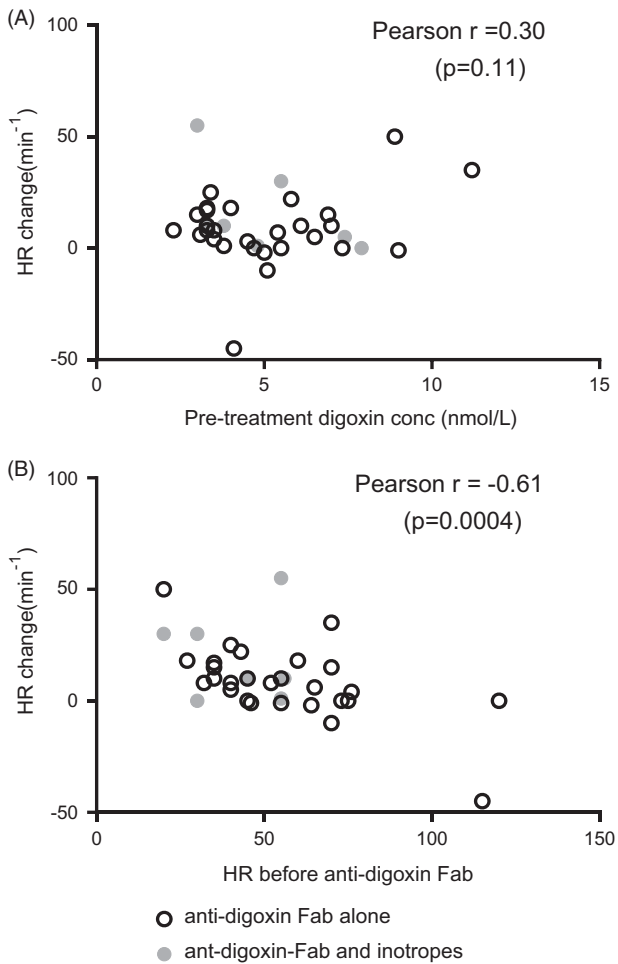 (A)
100
50
0
-50
HR change(min⁻¹)
Pearson r =0.30
(p=0.11)
0 5 10 15
Pre-treatment digoxin conc (nmol/L)
(B)
100
50
0
-50
HR change(min⁻¹)
Pearson r = -0.61
(p=0.0004)
0 50 100 150
HR before anti-digoxin Fab
anti-digoxin Fab alone
ant-digoxin-Fab and inotropes